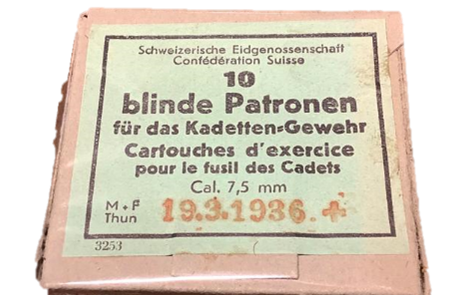 Schweizerische Eidgenossenschaft
Confédération Suisse
10
blinde Patronen
für das Kadetten-Gewehr
Cartouches d'exercice
pour le fusil des Cadets
Cal. 7,5 mm
M+F
Thun 19.3.1936 +
3253